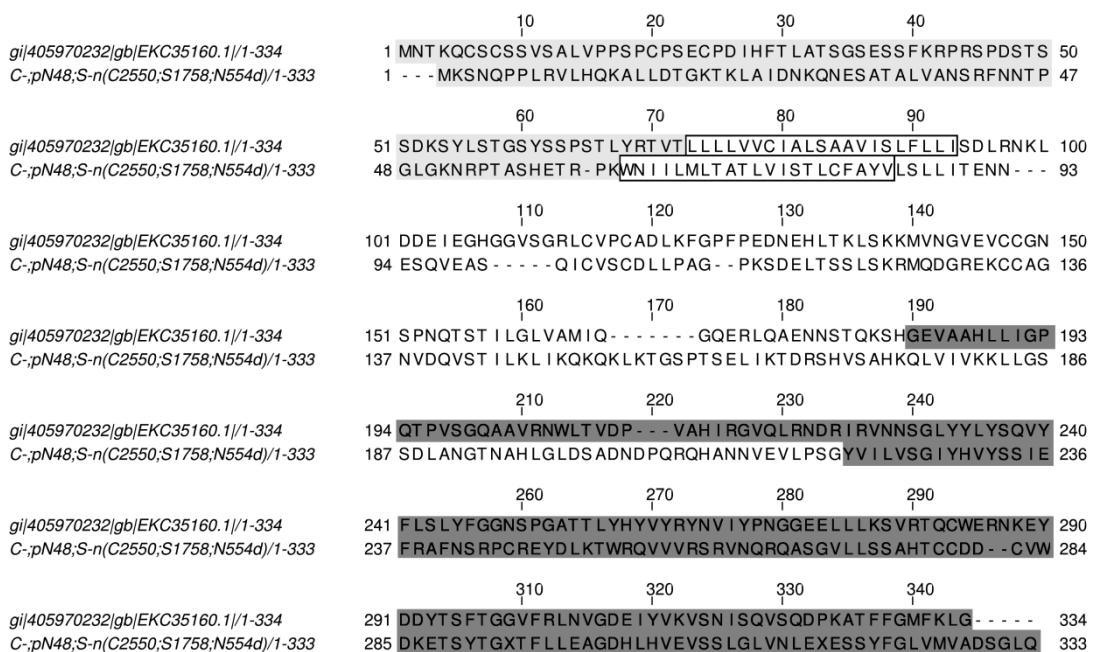 10 20 30 40
gi|405970232|gb|EKC35160.1|/1-334 1 MNTKQCSCSSVSALVPPSPCPSECPDIHFTLATSGSESSFKRPRSPDSTS 50
C-,pN48;S-n(C2550;S1758;N554d)/1-333 1 ---MKSNQPPLRVLHQKALLDTGKTKLAIDNKQNESATALVANSRFNNTP 47
60 70 80 90
gi|405970232|gb|EKC35160.1|/1-334 51 SDKSYLSTGSYSSPSTLYRTVTLLLLVVCIALSAAVISLFLLISDLRNKL 100
C-,pN48;S-n(C2550;S1758;N554d)/1-333 48 GLGKNRPTASHETR-PKWNIILMLTATLVISTLCFAYVLSLLITENN--- 93
110 120 130 140
gi|405970232|gb|EKC35160.1|/1-334 101 DDEIEGHGGVSGRLCVPCADLKFGPFPEDNEHLTKLSKKMVNGVEVCCGN 150
C-,pN48;S-n(C2550;S1758;N554d)/1-333 94 ESQVEAS-----QICVSCDLLPAG--PKSDELTSSLSKRMQDGREKCCAG 136
160 170 180 190
gi|405970232|gb|EKC35160.1|/1-334 151 SPNQTSTILGLVAMIQ-------GQERLQAENNSTQKSHGEVAAHLLIGP 193
C-,pN48;S-n(C2550;S1758;N554d)/1-333 137 NVDQVSTILKLIKQKQKLKTGSPTSELIKTDRSHVSAHKQLVIVKKLLGS 186
210 220 230 240
gi|405970232|gb|EKC35160.1|/1-334 194 QTPVSGQAAVRNWLTVDP---VAHIRGVQLRNDRIRVNNSGLYYLYSQVY 240
C-,pN48;S-n(C2550;S1758;N554d)/1-333 187 SDLANGTNAHLGLDSADNDPQRQHANNVEVLPSGYVILVSGIYHVYSSIE 236
260 270 280 290
gi|405970232|gb|EKC35160.1|/1-334 241 FLSLYFGGNSPGATTLYHYVYRYNVIYPNGGEELLLKSVRTQCWERNKEY 290
C-,pN48;S-n(C2550;S1758;N554d)/1-333 237 FRAFNSRPCREYDLKTWRQVVVRSRVNQRQASGVLLSSAHTCCDD--CVW 284
310 320 330 340
gi|405970232|gb|EKC35160.1|/1-334 291 DDYTSFTGGVFRLNVGDEIYVKVSNISQVSQDPKATFFGMFKLG----- 334
C-,pN48;S-n(C2550;S1758;N554d)/1-333 285 DKETSYTGXTFLLEAGDHLHVEVSSLGLVNLEXESSYFGLVMVADSGLQ 333